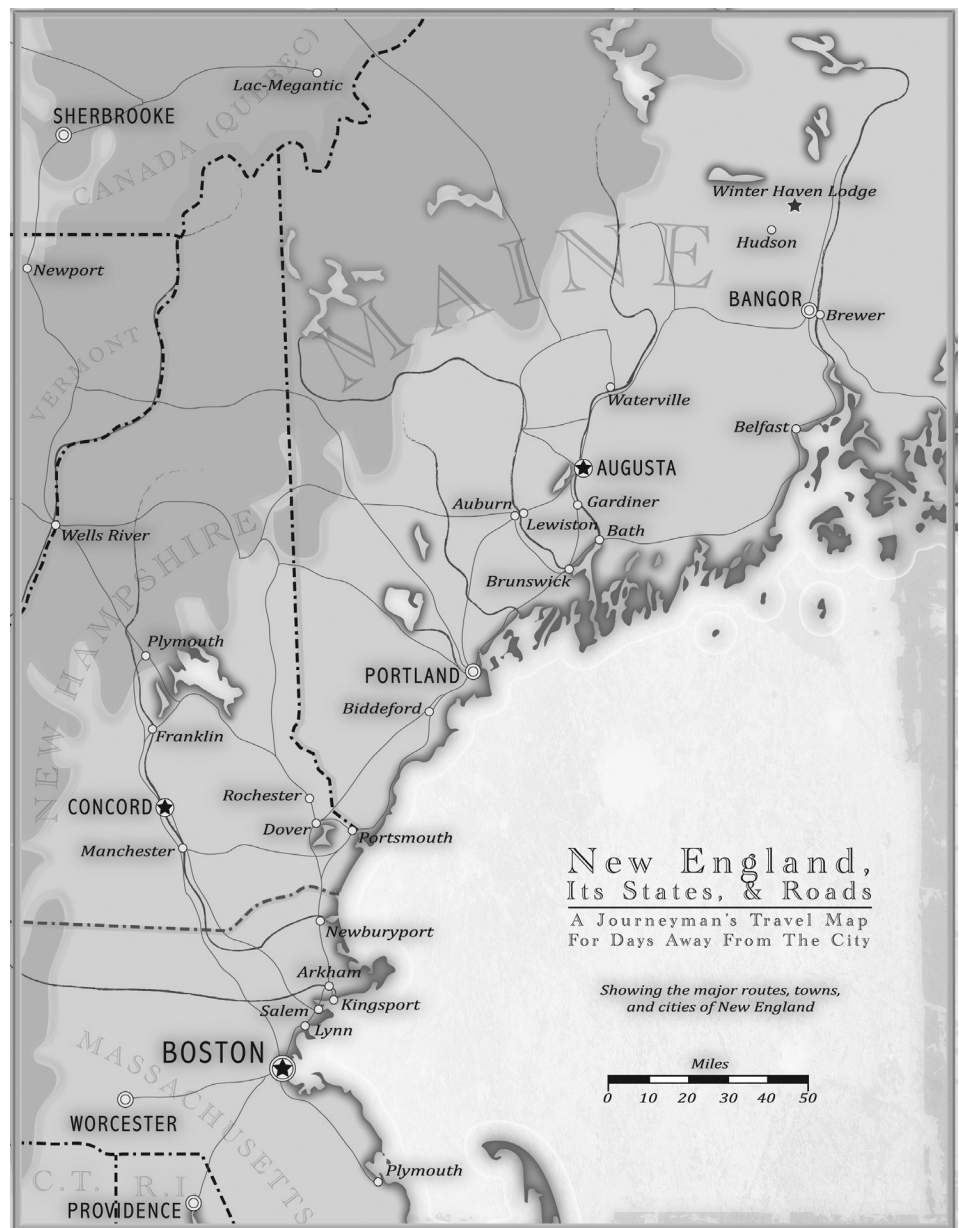 Lac-Megantic
SHERBROOKE
CANADA (QUEBEC)
Winter Haven Lodge
Hudson
MAINE
Newport
BANGOR
Brewer
VERMONT
Waterville
Belfast
AUGUSTA
Auburn
Gardiner
Lewiston
Wells River
Bath
Brunswick
NEW HAMPSHIRE
Plymouth
PORTLAND
Biddeford
Franklin
Rochester
CONCORD
Dover
Portsmouth
Manchester
New England,
Its States, & Roads
A Journeyman's Travel Map
For Days Away From The City
Newburyport
Arkham
Kingsport
Salem
Lynn
Showing the major routes, towns,
and cities of New England
BOSTON
MASSACHUSETTS
Miles
0 10 20 30 40 50
WORCESTER
Plymouth
C.T. R.I
PROVIDENCE